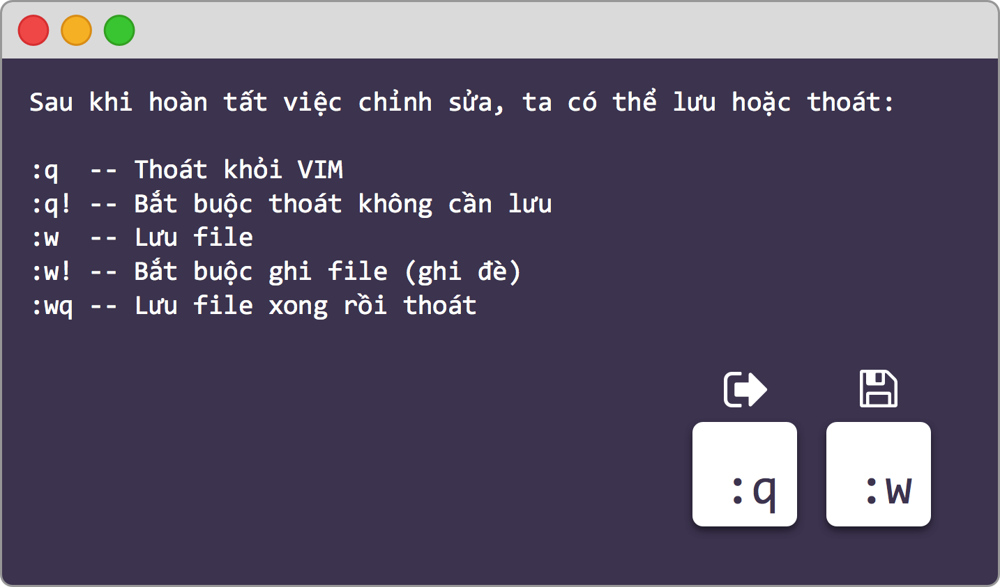 Sau khi hoàn tất việc chỉnh sửa, ta có thể lưu hoặc thoát:
:q  -- Thoát khỏi VIM
:q! -- Bắt buộc thoát không cần lưu
:w  -- Lưu file
:w! -- Bắt buộc ghi file (ghi đè)
:wq -- Lưu file xong rồi thoát
:q :w